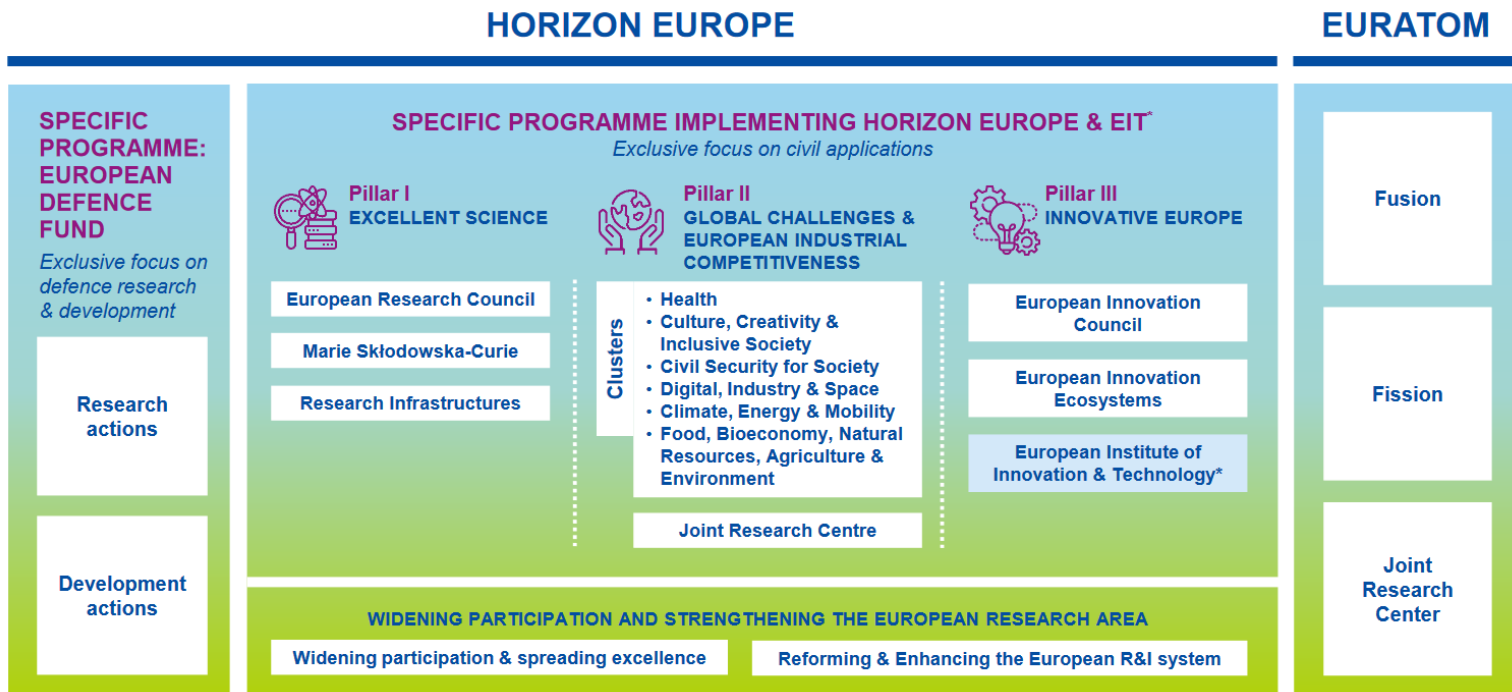 HORIZON EUROPE
EURATOM
SPECIFIC
PROGRAMME:
EUROPEAN
DEFENCE
FUND
Exclusive focus on
defence research
& development
Research
actions
Development
actions
SPECIFIC PROGRAMME IMPLEMENTING HORIZON EUROPE & EIT*
Exclusive focus on civil applications
Pillar I
EXCELLENT SCIENCE
European Research Council
Marie Skłodowska-Curie
Research Infrastructures
Pillar II
GLOBAL CHALLENGES &
EUROPEAN INDUSTRIAL
COMPETITIVENESS
Clusters
• Health
• Culture, Creativity &
Inclusive Society
• Civil Security for Society
• Digital, Industry & Space
• Climate, Energy & Mobility
• Food, Bioeconomy, Natural
Resources, Agriculture &
Environment
Joint Research Centre
Pillar III
INNOVATIVE EUROPE
European Innovation
Council
European Innovation
Ecosystems
European Institute of
Innovation & Technology*
WIDENING PARTICIPATION AND STRENGTHENING THE EUROPEAN RESEARCH AREA
Widening participation & spreading excellence
Reforming & Enhancing the European R&I system
Fusion
Fission
Joint
Research
Center